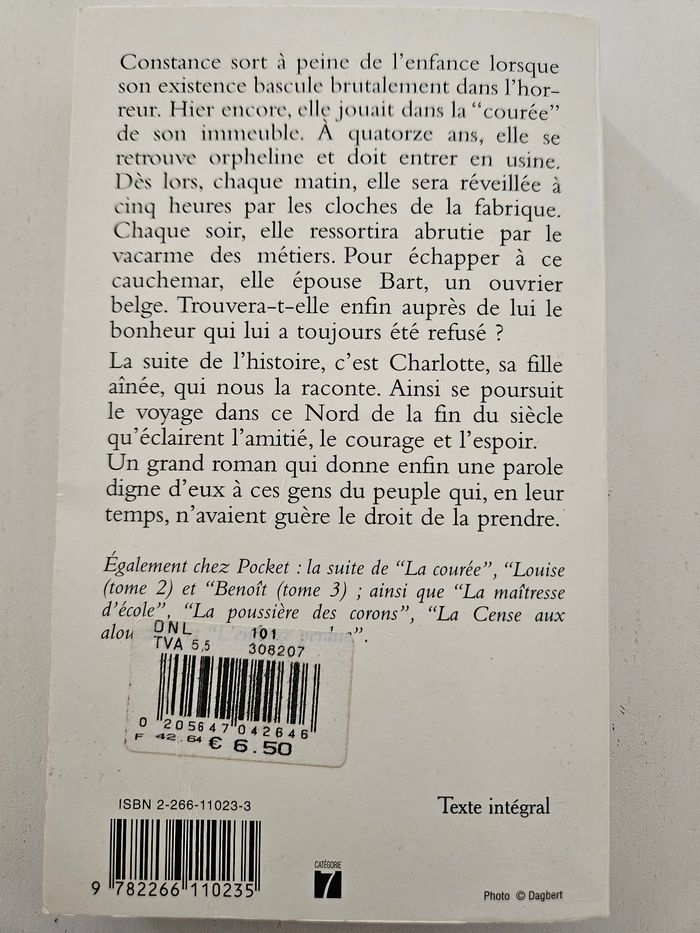 Constance sort à peine de l'enfance lorsque
son existence bascule brutalement dans l'hor-
reur. Hier encore, elle jouait dans la "courée"
de son immeuble. À quatorze ans, elle se
retrouve orpheline et doit entrer en usine.
Dès lors, chaque matin, elle sera réveillée à
cinq heures par les cloches de la fabrique.
Chaque soir, elle ressortira abrutie par le
vacarme des métiers. Pour échapper à ce
cauchemar, elle épouse Bart, un ouvrier
belge. Trouvera-t-elle enfin auprès de lui le
bonheur qui lui a toujours été refusé ?
La suite de l'histoire, c'est Charlotte, sa fille
aînée, qui nous la raconte. Ainsi se poursuit
le voyage dans ce Nord de la fin du siècle
qu'éclairent l'amitié, le courage et l'espoir.
Un grand roman qui donne enfin une parole
digne d'eux à ces gens du peuple qui, en leur
temps, n'avaient guère le droit de la prendre.
Également chez Pocket : la suite de "La courée", "Louise
(tome 2) et "Benoît (tome 3) ; ainsi que "La maîtresse
d'école", "La poussière des corons", "La Cense aux
alou
DNL 101
TVA 5,5 308207
0 205647 042646
F 42.64 € 6.50
ISBN 2-266-11023-3
Texte intégral
9 782266 110235
CATÉGORIE
7
Photo © Dagbert